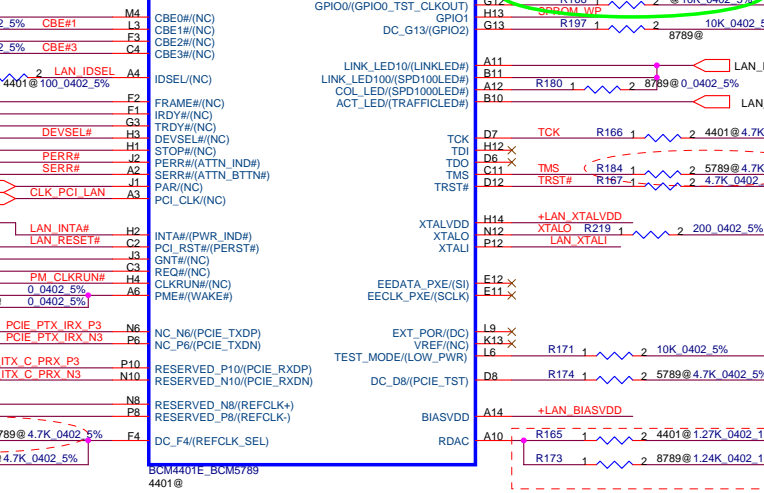 GPIO0/(GPIO0_TST_CLKOUT) G12 R168 1 2 @10K_0402_5%
M4 CBE0#/(NC) GPIO1 H13 SPROM_WP
2_5% CBE#1 L3 CBE1#/(NC) DC_G13/(GPIO2) G13 R197 1 2 10K_0402_5%
F3 CBE2#/(NC) 8789@
2_5% CBE#3 C4 CBE3#/(NC)
LINK_LED10/(LINKLED#) A11 LAN_
2 LAN_IDSEL A4 IDSEL/(NC) LINK_LED100/(SPD100LED#) B11
4401@ 100_0402_5% COL_LED/(SPD1000LED#) A12 R180 1 2 8789@ 0_0402_5%
F2 FRAME#/(NC) ACT_LED/(TRAFFICLED#) B10 LAN_
F1 IRDY#/(NC)
G3 TRDY#/(NC)
DEVSEL# H3 DEVSEL#/(NC) TCK D7 TCK R166 1 2 4401@ 4.7K
H1 STOP#/(NC) TDI H12
PERR# J2 PERR#/(ATTN_IND#) TDO D6
SERR# A2 SERR#/(ATTN_BTTN#) TMS C11 TMS R184 1 2 5789@ 4.7K
J1 PAR/(NC) TRST# D12 TRST# R167 1 2 4.7K_0402_
CLK_PCI_LAN A3 PCI_CLK/(NC)
XTALVDD H14 +LAN_XTALVDD
LAN_INTA# H2 INTA#/(PWR_IND#) XTALO N12 XTALO R219 1 2 200_0402_5%
LAN_RESET# C2 PCI_RST#/(PERST#) XTALI P12 LAN_XTALI
J3 GNT#/(NC)
C3 REQ#/(NC)
PM_CLKRUN# H4 CLKRUN#/(NC) EEDATA_PXE/(SI) E12
0_0402_5% A6 PME#/(WAKE#) EECLK_PXE/(SCLK) E11
0_0402_5%
PCIE_PTX_IRX_P3 N6 NC_N6/(PCIE_TXDP) EXT_POR/(DC) L9
PCIE_PTX_IRX_N3 P6 NC_P6/(PCIE_TXDN) VREF/(NC) K13
TEST_MODE/(LOW_PWR) L6 R171 1 2 10K_0402_5%
ITX_C_PRX_P3 P10 RESERVED_P10/(PCIE_RXDP)
ITX_C_PRX_N3 N10 RESERVED_N10/(PCIE_RXDN) DC_D8/(PCIE_TST) D8 R174 1 2 5789@ 4.7K_0402_5%
N8 RESERVED_N8/(REFCLK+)
P8 RESERVED_P8/(REFCLK-) BIASVDD A14 +LAN_BIASVDD
789@ 4.7K_0402_5% F4 DC_F4/(REFCLK_SEL) RDAC A10 R165 1 2 4401@ 1.27K_0402_1
4.7K_0402_5% R173 1 2 8789@ 1.24K_0402_1
BCM4401E_BCM5789
4401@